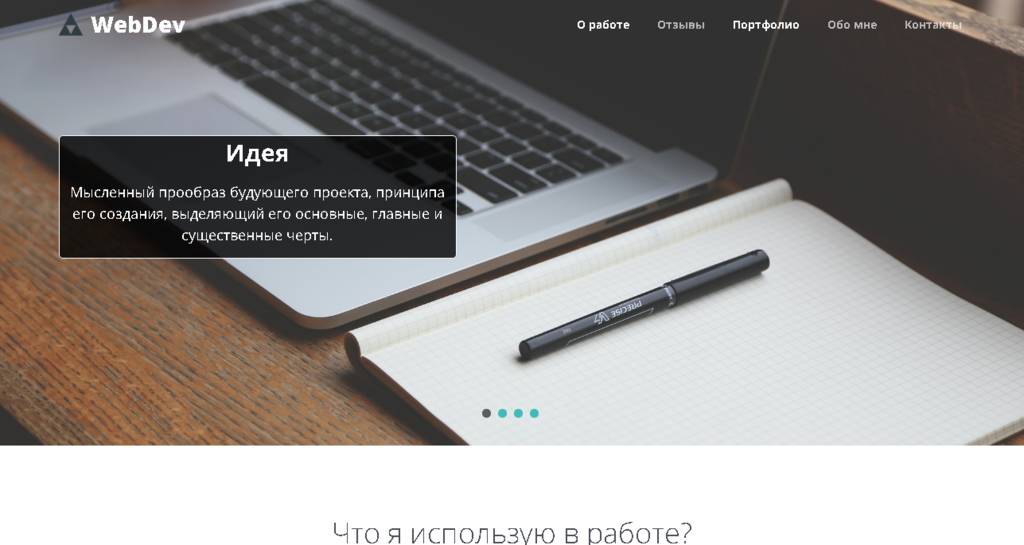 WebDev
О работе Отзывы Портфолио Обо мне Контакты
Идея
Мысленный прообраз будующего проекта, принципа
его создания, выделяющий его основные, главные и
существенные черты.
PRECISE V7
Что я использую в работе?